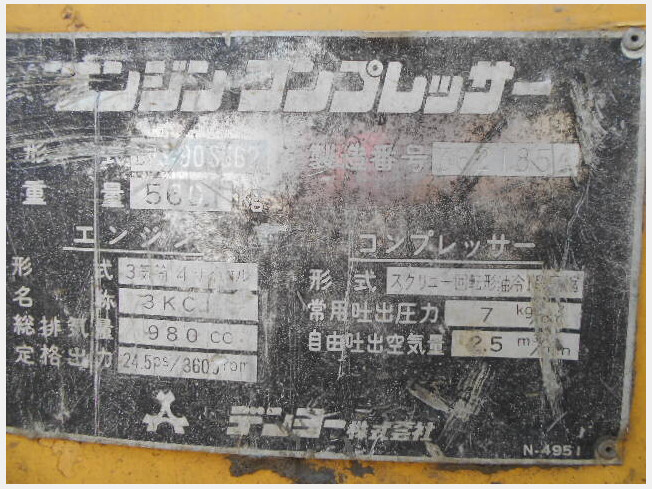 エンジンコンプレッサー
形式 製造番号
重量 560 kg
エンジン
形式 3気筒4サイクル
名称 3KC1
総排気量 980cc
定格出力 24.5ps/3600rpm
コンプレッサー
形式 スクリュー回転形油冷1段
常用吐出圧力 7 kg
自由吐出空気量 2.5 m³/
デンヨー株式会社
N-4951